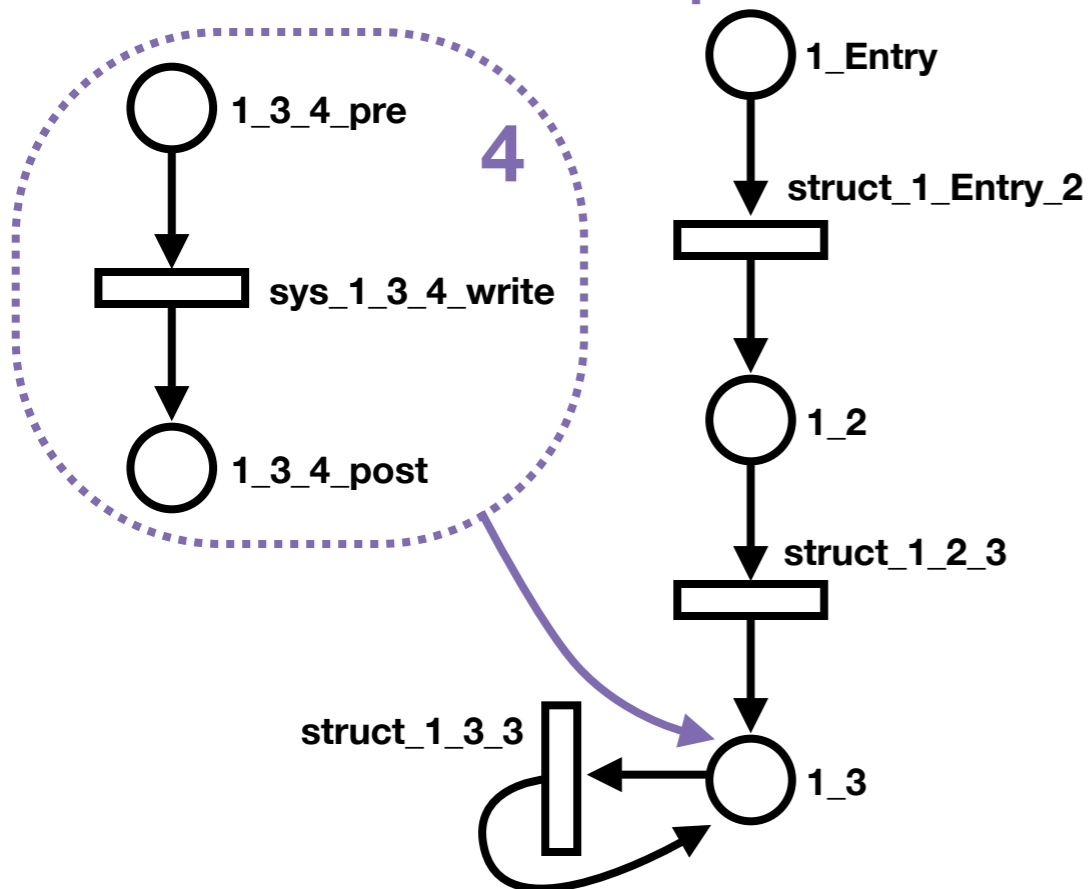 1_Entry
1_3_4_pre
4
struct_1_Entry_2
sys_1_3_4_write
1_2
1_3_4_post
struct_1_2_3
struct_1_3_3
1_3